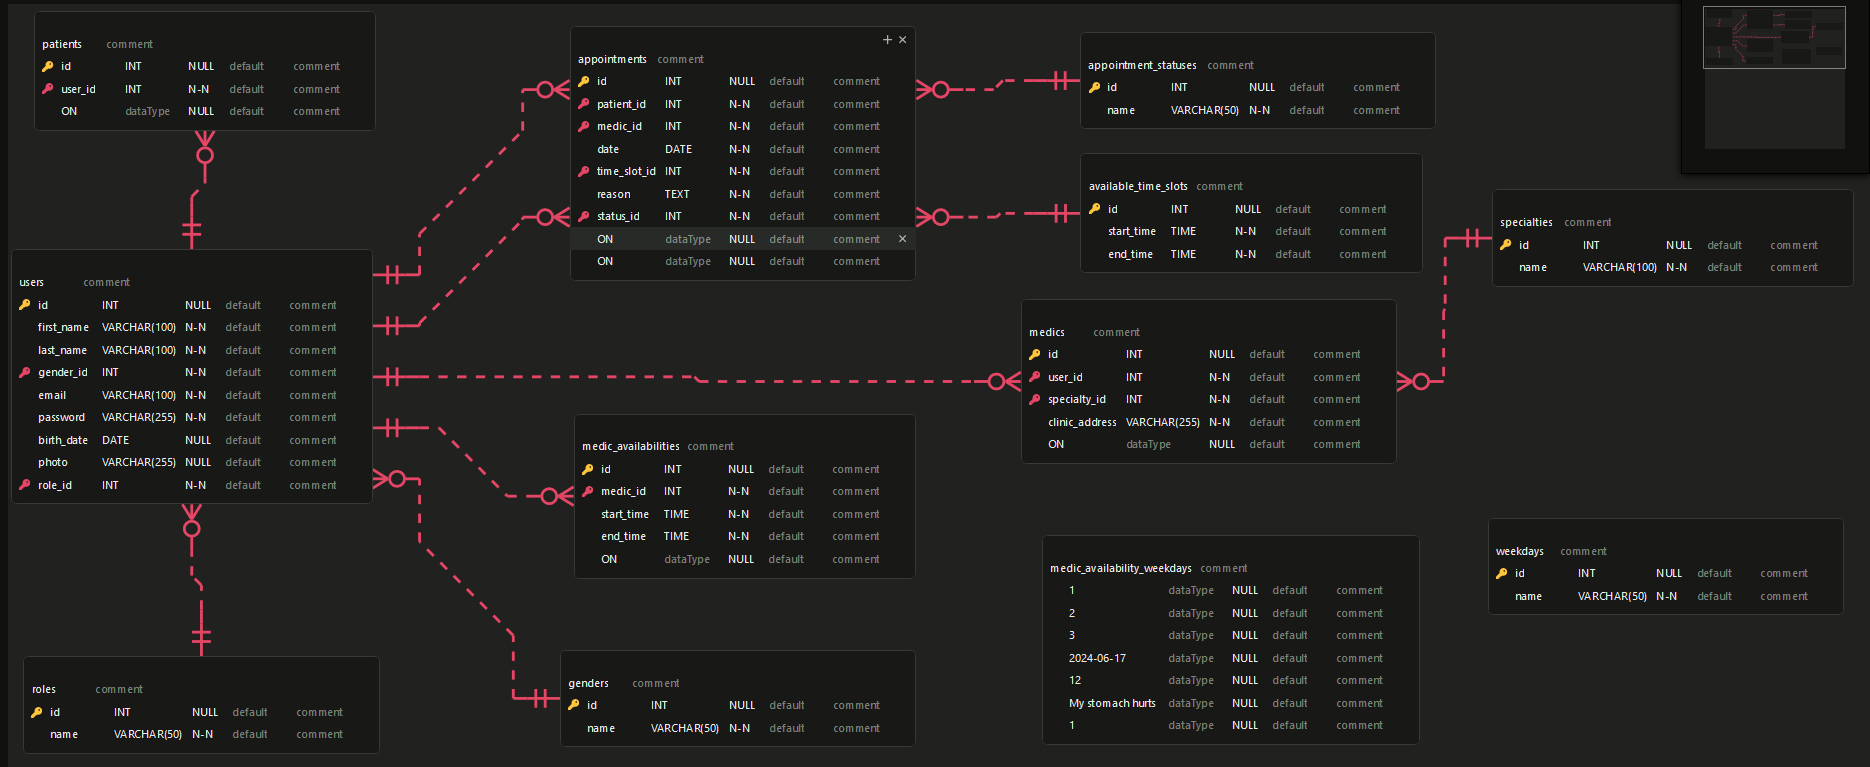 patients comment
id INT NULL default comment
user_id INT N-N default comment
ON dataType NULL default comment
appointments comment
id INT NULL default comment
patient_id INT N-N default comment
medic_id INT N-N default comment
date DATE N-N default comment
time_slot_id INT N-N default comment
reason TEXT N-N default comment
status_id INT N-N default comment
ON dataType NULL default comment
ON dataType NULL default comment
appointment_statuses comment
id INT NULL default comment
name VARCHAR(50) N-N default comment
available_time_slots comment
id INT NULL default comment
start_time TIME N-N default comment
end_time TIME N-N default comment
specialties comment
id INT NULL default comment
name VARCHAR(100) N-N default comment
users comment
id INT NULL default comment
first_name VARCHAR(100) N-N default comment
last_name VARCHAR(100) N-N default comment
gender_id INT N-N default comment
email VARCHAR(100) N-N default comment
password VARCHAR(255) N-N default comment
birth_date DATE NULL default comment
photo VARCHAR(255) NULL default comment
role_id INT N-N default comment
medics comment
id INT NULL default comment
user_id INT N-N default comment
specialty_id INT N-N default comment
clinic_address VARCHAR(255) N-N default comment
ON dataType NULL default comment
medic_availabilities comment
id INT NULL default comment
medic_id INT N-N default comment
start_time TIME N-N default comment
end_time TIME N-N default comment
ON dataType NULL default comment
medic_availability_weekdays comment
1 dataType NULL default comment
2 dataType NULL default comment
3 dataType NULL default comment
2024-06-17 dataType NULL default comment
12 dataType NULL default comment
My stomach hurts dataType NULL default comment
1 dataType NULL default comment
weekdays comment
id INT NULL default comment
name VARCHAR(50) N-N default comment
roles comment
id INT NULL default comment
name VARCHAR(50) N-N default comment
genders comment
id INT NULL default comment
name VARCHAR(50) N-N default comment